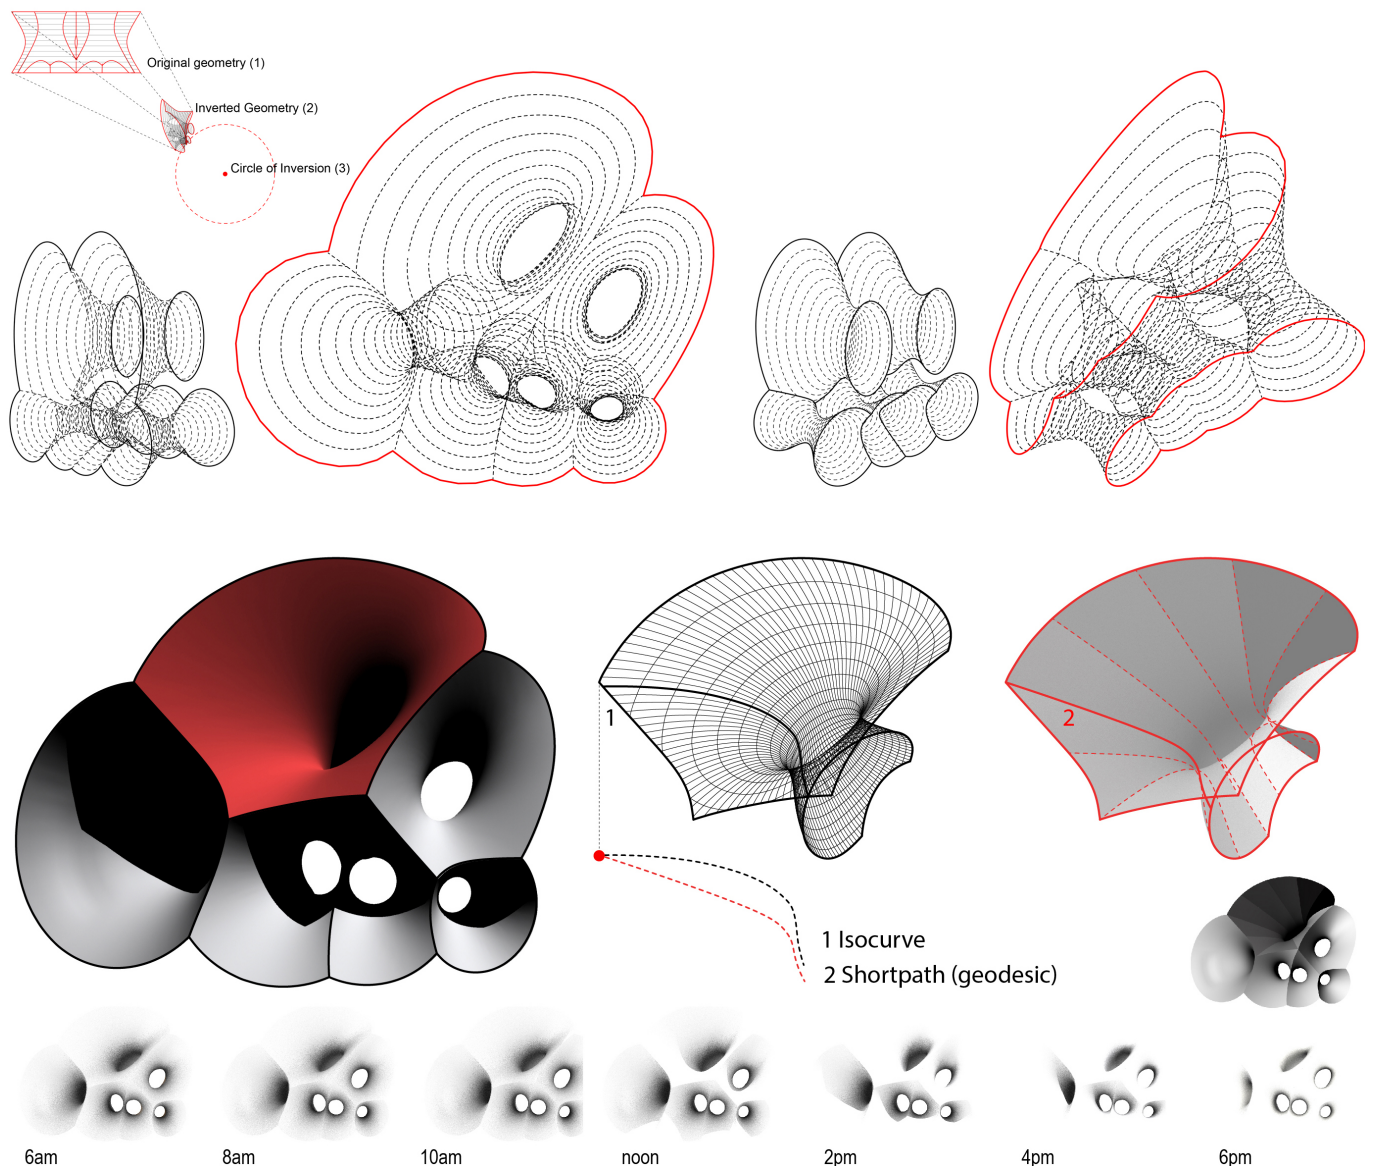 Original geometry (1)
Inverted Geometry (2)
Circle of Inversion (3)
1
2
1 Isocurve
2 Shortpath (geodesic)
6am
8am
10am
noon
2pm
4pm
6pm